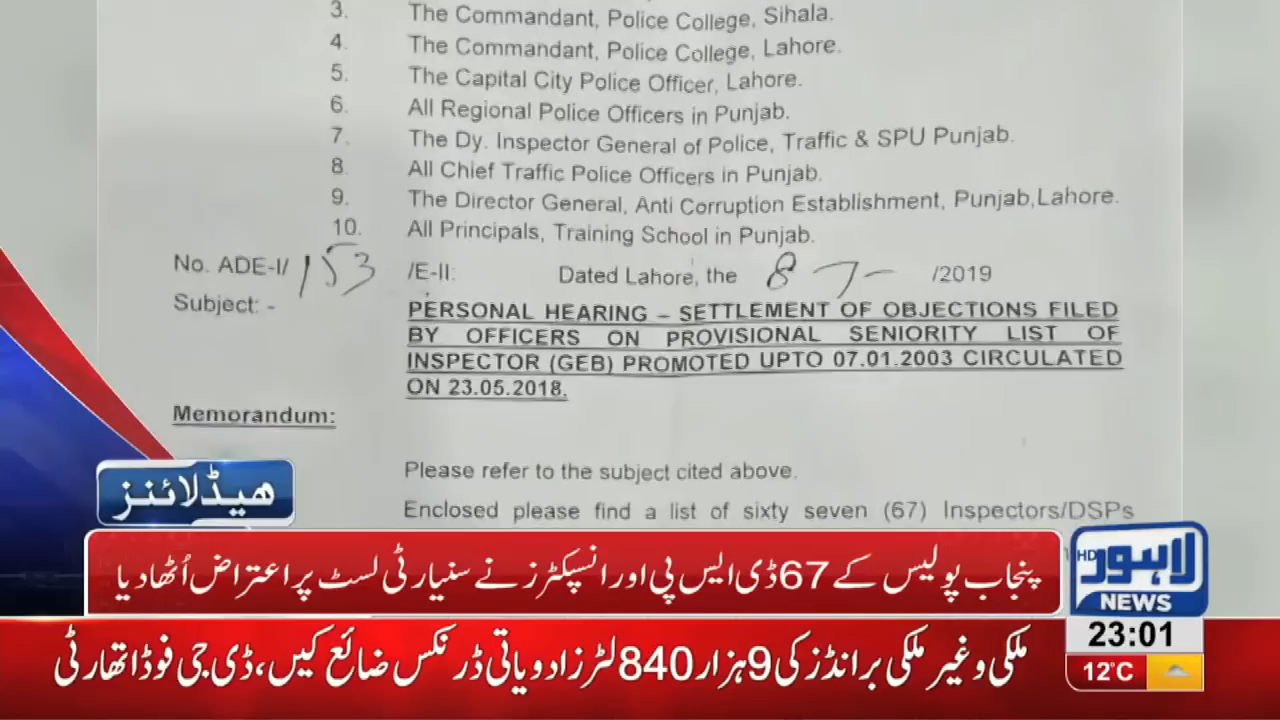 3. The Commandant, Police College, Sihala.
4. The Commandant, Police College, Lahore.
5. The Capital City Police Officer, Lahore.
6. All Regional Police Officers in Punjab.
7. The Dy. Inspector General of Police, Traffic & SPU Punjab.
8. All Chief Traffic Police Officers in Punjab.
9. The Director General, Anti Corruption Establishment, Punjab,Lahore.
10. All Principals, Training School in Punjab.
No. ADE-I/ 153 /E-II: Dated Lahore, the 8 - 7 - /2019
Subject: - PERSONAL HEARING – SETTLEMENT OF OBJECTIONS FILED
BY OFFICERS ON PROVISIONAL SENIORITY LIST OF
INSPECTOR (GEB) PROMOTED UPTO 07.01.2003 CIRCULATED
ON 23.05.2018.
Memorandum:
Please refer to the subject cited above.
Enclosed please find a list of sixty seven (67) Inspectors/DSPs
ھیڈلائنز
پنجاب پولیس کے 67 ڈی ایس پی اور انسپکٹرز نے سنیارٹی لسٹ پر اعتراض اُٹھا دیا
لاہور HD
NEWS
23:01
12°C
ملکی و غیر ملکی برانڈز کی 9 ہزار 840 لٹرز ادویاتی ڈرنکس ضائع کیں، ڈی جی فوڈ اتھارٹی